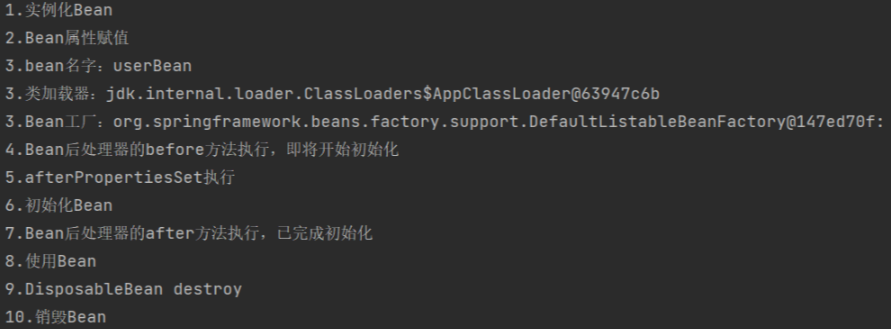 1.实例化Bean
2.Bean属性赋值
3.bean名字：userBean
3.类加载器：jdk.internal.loader.ClassLoaders$AppClassLoader@63947c6b
3.Bean工厂：org.springframework.beans.factory.support.DefaultListableBeanFactory@147ed70f:
4.Bean后处理器的before方法执行，即将开始初始化
5.afterPropertiesSet执行
6.初始化Bean
7.Bean后处理器的after方法执行，已完成初始化
8.使用Bean
9.DisposableBean destroy
10.销毁Bean